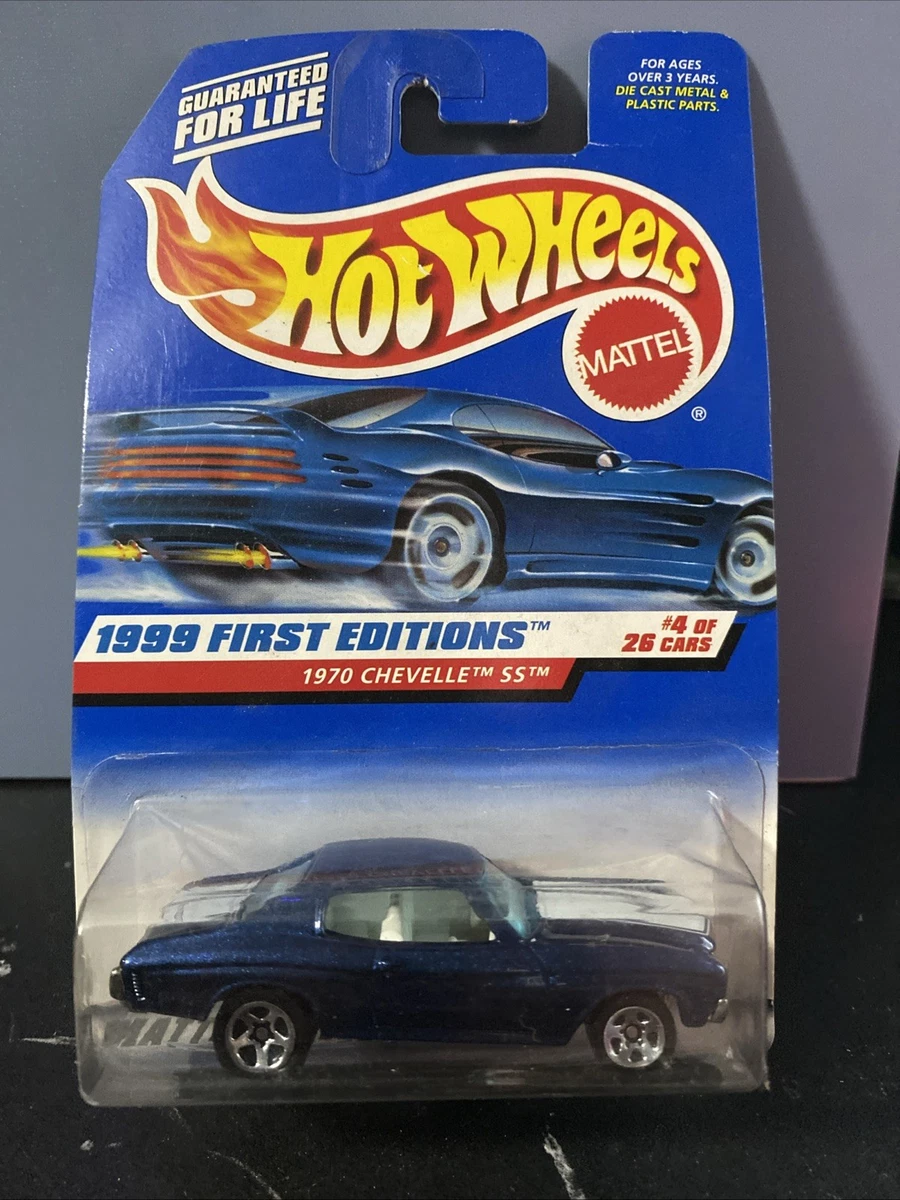 GUARANTEED
FOR LIFE
FOR AGES
OVER 3 YEARS.
DIE CAST METAL &
PLASTIC PARTS.
HOT WHEELS
MATTEL
®
1999 FIRST EDITIONS™
#4 OF
26 CARS
1970 CHEVELLE™ SS™